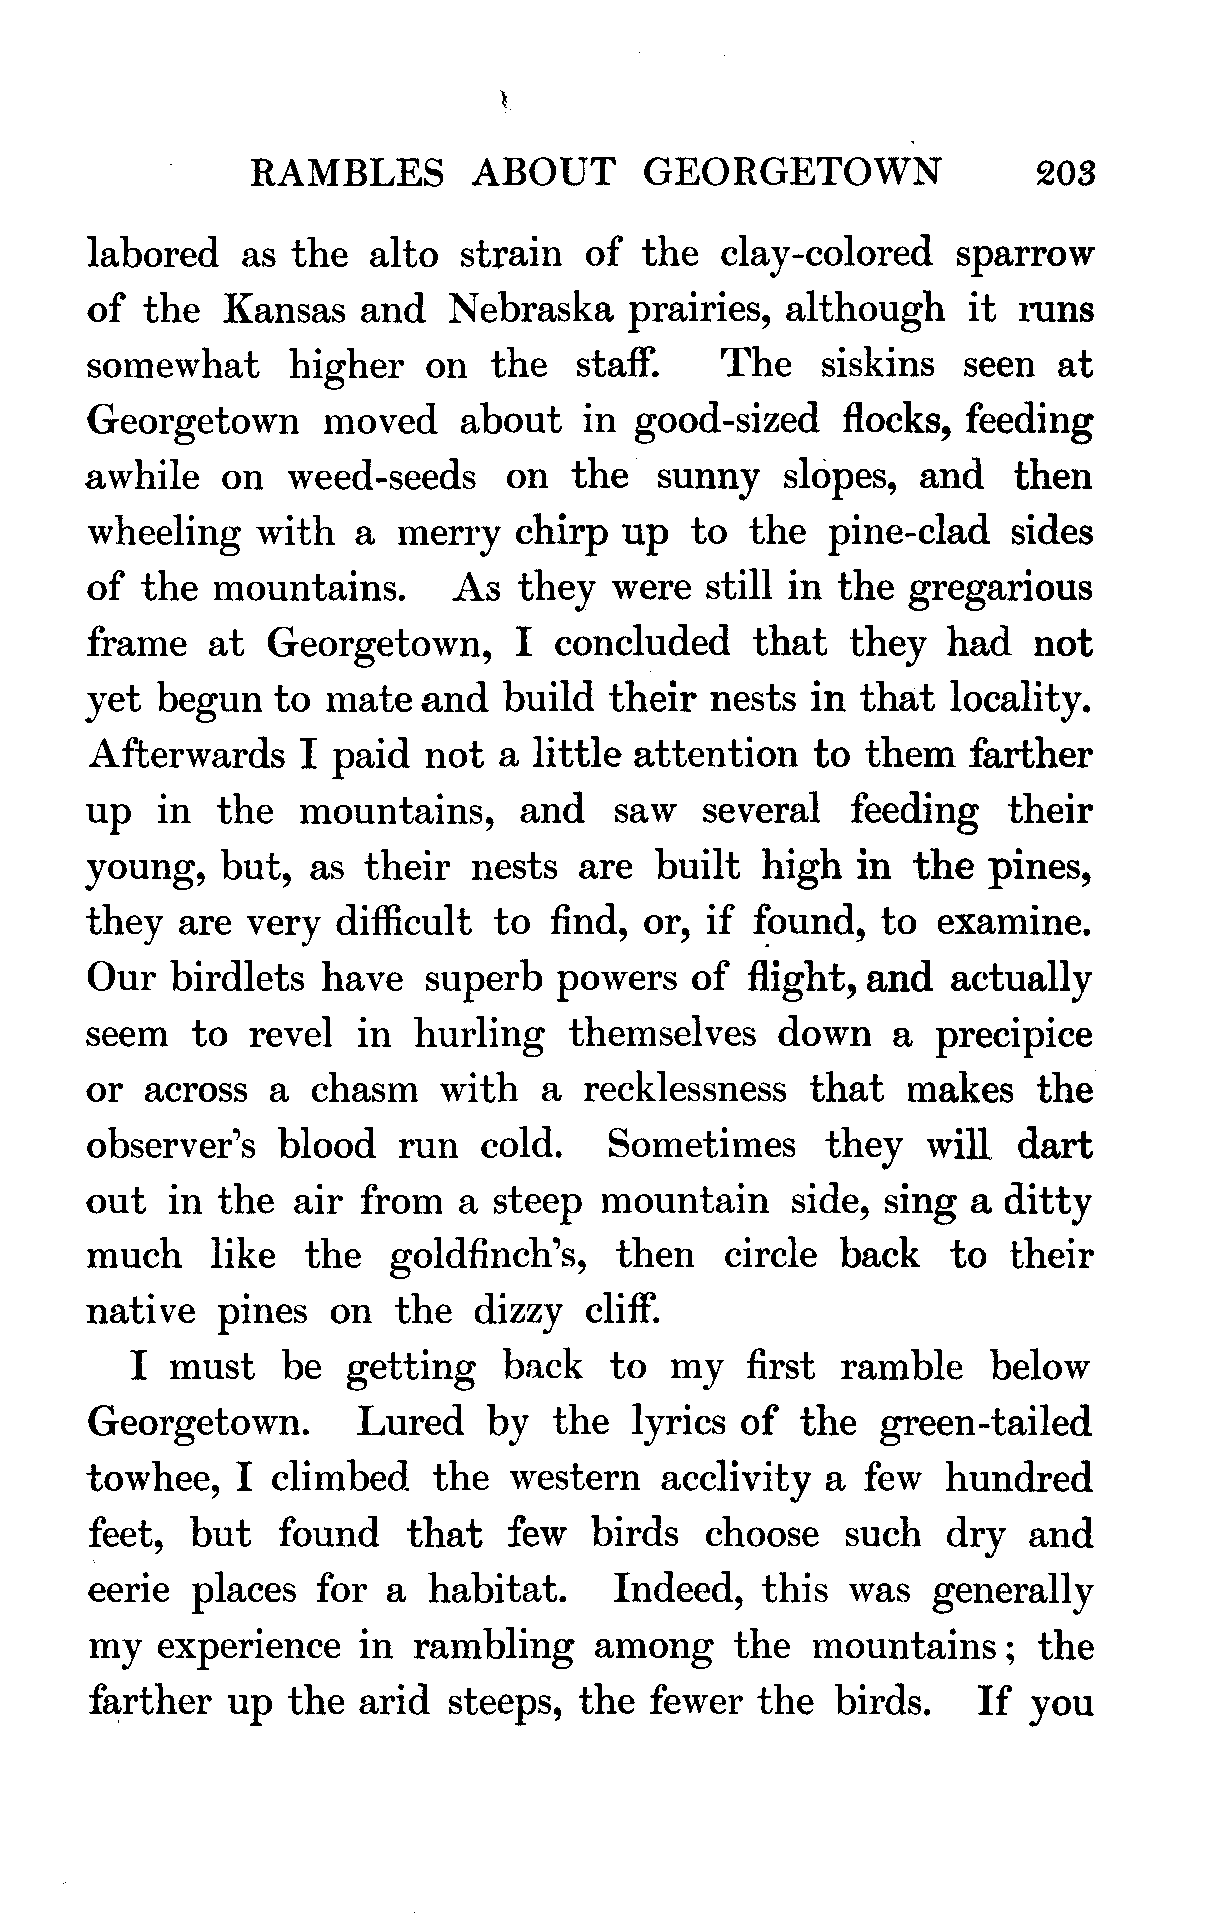 RAMBLES ABOUT GEORGETOWN 203
labored as the alto strain of the clay-colored sparrow
of the Kansas and Nebraska prairies, although it runs
somewhat higher on the staff. The siskins seen at
Georgetown moved about in good-sized flocks, feeding
awhile on weed-seeds on the sunny slopes, and then
wheeling with a merry chirp up to the pine-clad sides
of the mountains. As they were still in the gregarious
frame at Georgetown, I concluded that they had not
yet begun to mate and build their nests in that locality.
Afterwards I paid not a little attention to them farther
up in the mountains, and saw several feeding their
young, but, as their nests are built high in the pines,
they are very difficult to find, or, if found, to examine.
Our birdlets have superb powers of flight, and actually
seem to revel in hurling themselves down a precipice
or across a chasm with a recklessness that makes the
observer's blood run cold. Sometimes they will dart
out in the air from a steep mountain side, sing a ditty
much like the goldfinch's, then circle back to their
native pines on the dizzy cliff.
I must be getting back to my first ramble below
Georgetown. Lured by the lyrics of the green-tailed
towhee, I climbed the western acclivity a few hundred
feet, but found that few birds choose such dry and
eerie places for a habitat. Indeed, this was generally
my experience in rambling among the mountains; the
farther up the arid steeps, the fewer the birds. If you